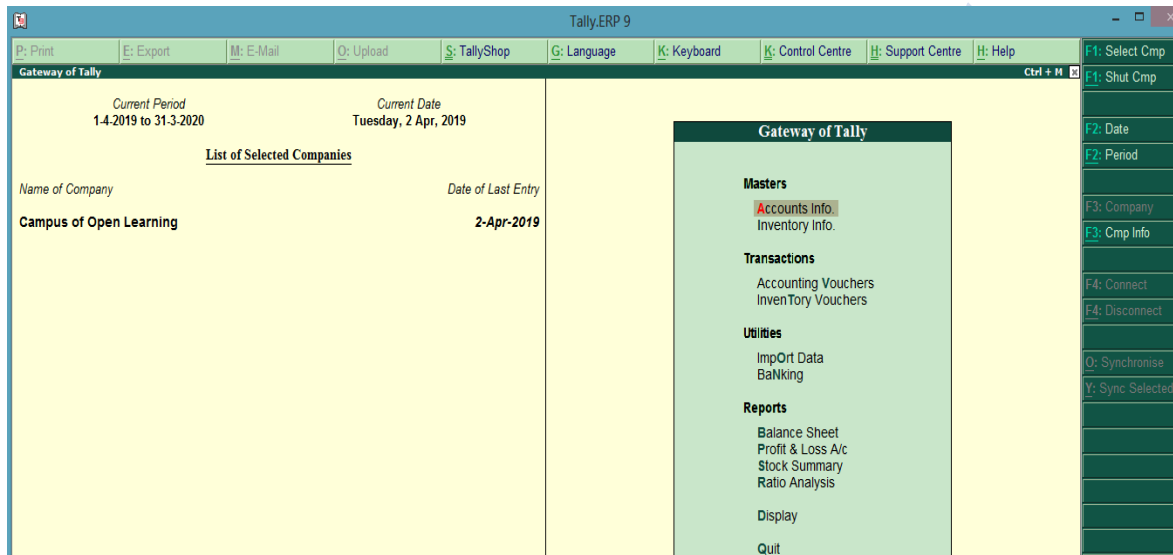 Tally.ERP 9
P: Print E: Export M: E-Mail O: Upload S: TallyShop G: Language K: Keyboard K: Control Centre H: Support Centre H: Help
Gateway of Tally Ctrl + M
Current Period Current Date
1-4-2019 to 31-3-2020 Tuesday, 2 Apr, 2019
List of Selected Companies
Name of Company Date of Last Entry
Campus of Open Learning 2-Apr-2019
Gateway of Tally
Masters
Accounts Info.
Inventory Info.
Transactions
Accounting Vouchers
InvenTory Vouchers
Utilities
ImpOrt Data
BaNking
Reports
Balance Sheet
Profit & Loss A/c
Stock Summary
Ratio Analysis
Display
Quit
F1: Select Cmp
F1: Shut Cmp
F2: Date
F2: Period
F3: Company
F3: Cmp Info
F4: Connect
F4: Disconnect
O: Synchronise
Y: Sync Selected